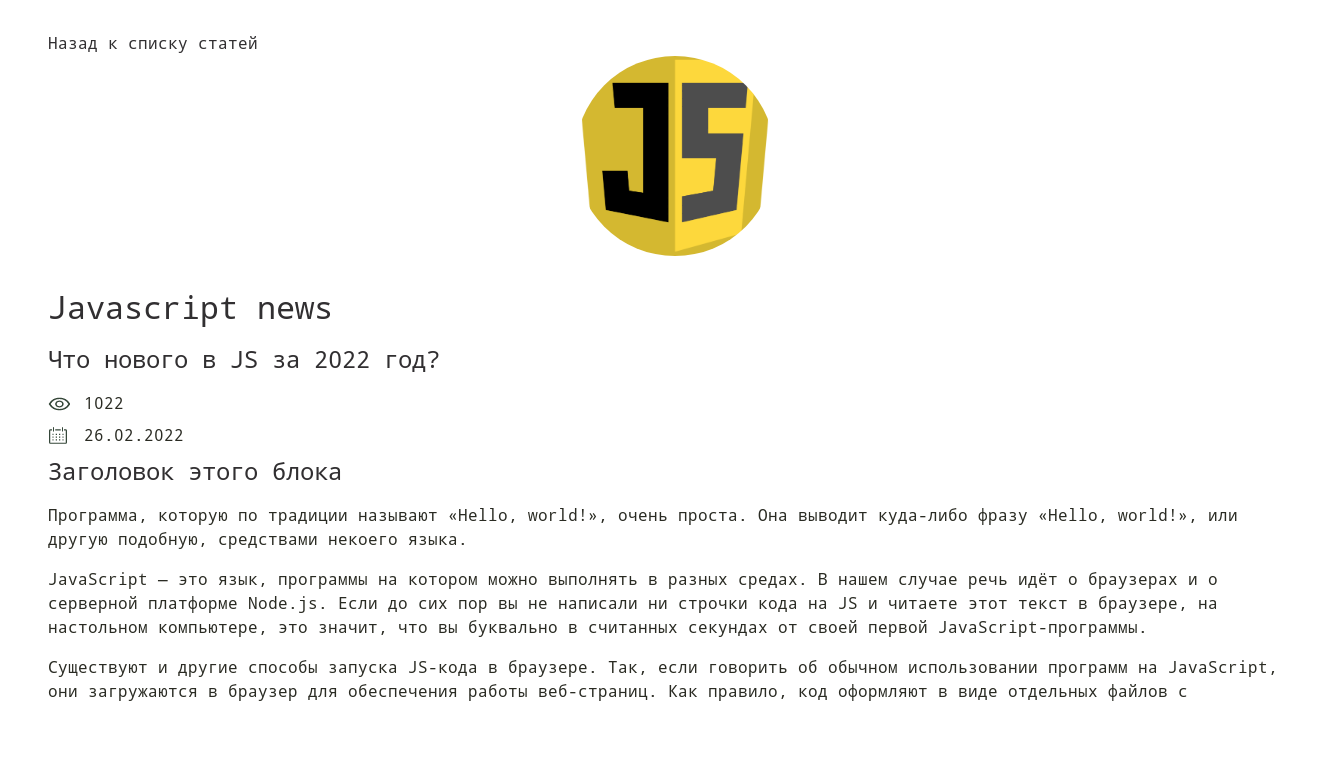 Назад к списку статей
JS
Javascript news
Что нового в JS за 2022 год?
1022
26.02.2022
Заголовок этого блока
Программа, которую по традиции называют «Hello, world!», очень проста. Она выводит куда-либо фразу «Hello, world!», или
другую подобную, средствами некоего языка.
JavaScript — это язык, программы на котором можно выполнять в разных средах. В нашем случае речь идёт о браузерах и о
серверной платформе Node.js. Если до сих пор вы не написали ни строчки кода на JS и читаете этот текст в браузере, на
настольном компьютере, это значит, что вы буквально в считанных секундах от своей первой JavaScript-программы.
Существуют и другие способы запуска JS-кода в браузере. Так, если говорить об обычном использовании программ на JavaScript,
они загружаются в браузер для обеспечения работы веб-страниц. Как правило, код оформляют в виде отдельных файлов с